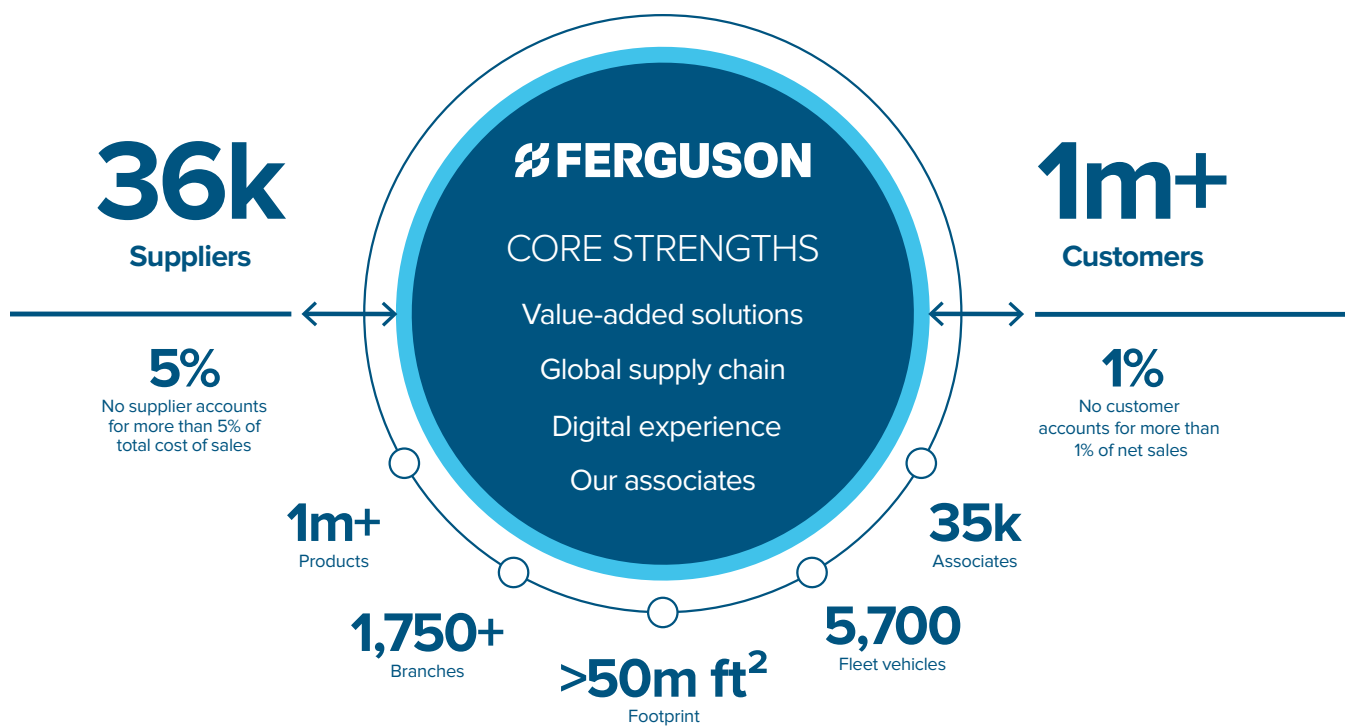 FERGUSON
CORE STRENGTHS
Value-added solutions
Global supply chain
Digital experience
Our associates
36k
Suppliers
5%
No supplier accounts
for more than 5% of
total cost of sales
1m+
Customers
1%
No customer
accounts for more than
1% of net sales
1m+
Products
1,750+
Branches
>50m ft²
Footprint
5,700
Fleet vehicles
35k
Associates